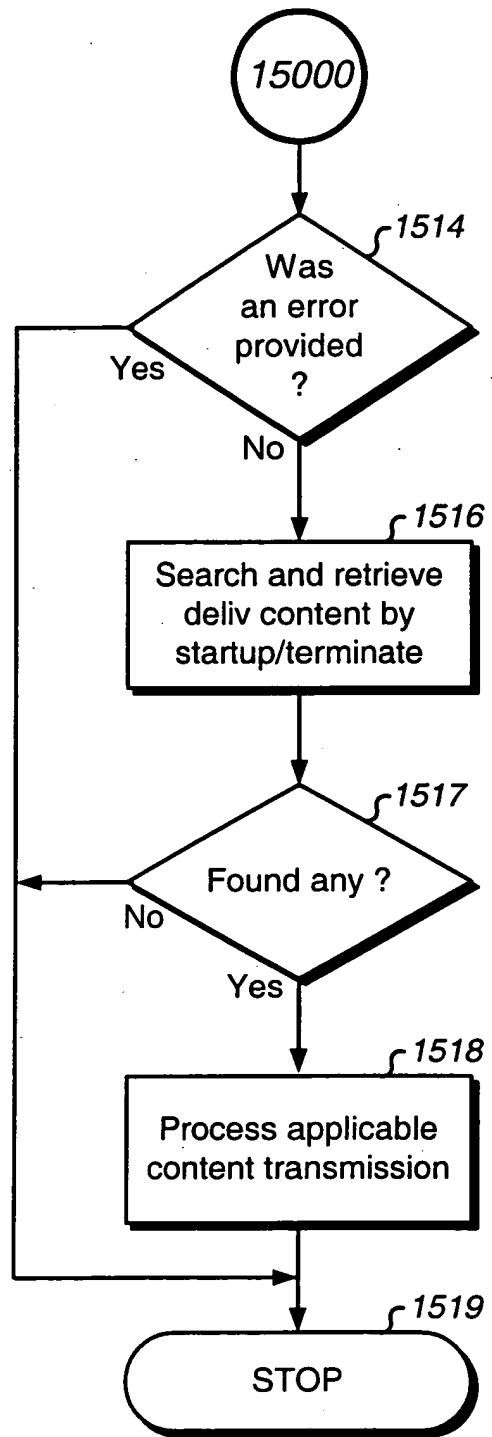 15000
1514
Was
an error
provided
?
Yes
No
1516
Search and retrieve
deliv content by
startup/terminate
1517
Found any ?
No
Yes
1518
Process applicable
content transmission
1519
STOP